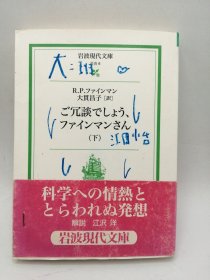 岩波現代文庫
R.P.ファインマン
大貫昌子[訳]
ご冗談でしょう、
ファインマンさん
(下)
科学への情熱と
とらわれぬ発想
解説 江沢 洋
岩波現代文庫